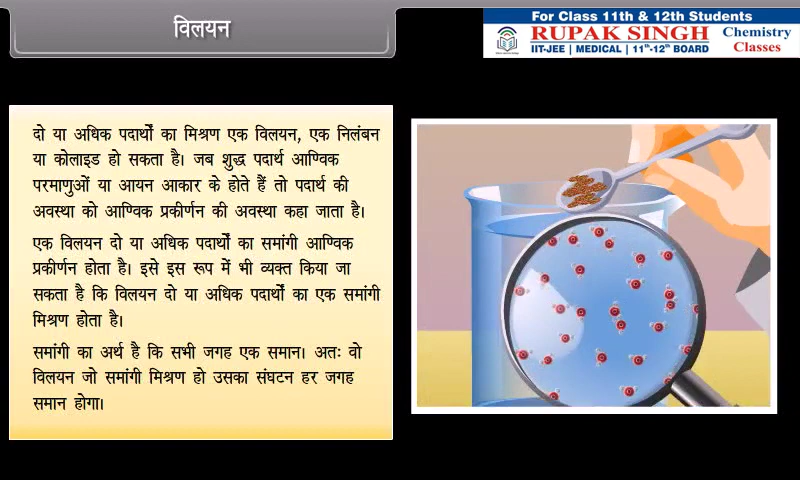 विलयन
For Class 11th & 12th Students
RUPAK SINGH
IIT-JEE | MEDICAL | 11th-12th BOARD
Chemistry
Classes
दो या अधिक पदार्थों का मिश्रण एक विलयन, एक निलंबन
या कोलाइड हो सकता है। जब शुद्ध पदार्थ आण्विक
परमाणुओं या आयन आकार के होते हैं तो पदार्थ की
अवस्था को आण्विक प्रकीर्णन की अवस्था कहा जाता है।
एक विलयन दो या अधिक पदार्थों का समांगी आण्विक
प्रकीर्णन होता है। इसे इस रूप में भी व्यक्त किया जा
सकता है कि विलयन दो या अधिक पदार्थों का एक समांगी
मिश्रण होता है।
समांगी का अर्थ है कि सभी जगह एक समान। अतः वो
विलयन जो समांगी मिश्रण हो उसका संघटन हर जगह
समान होगा।